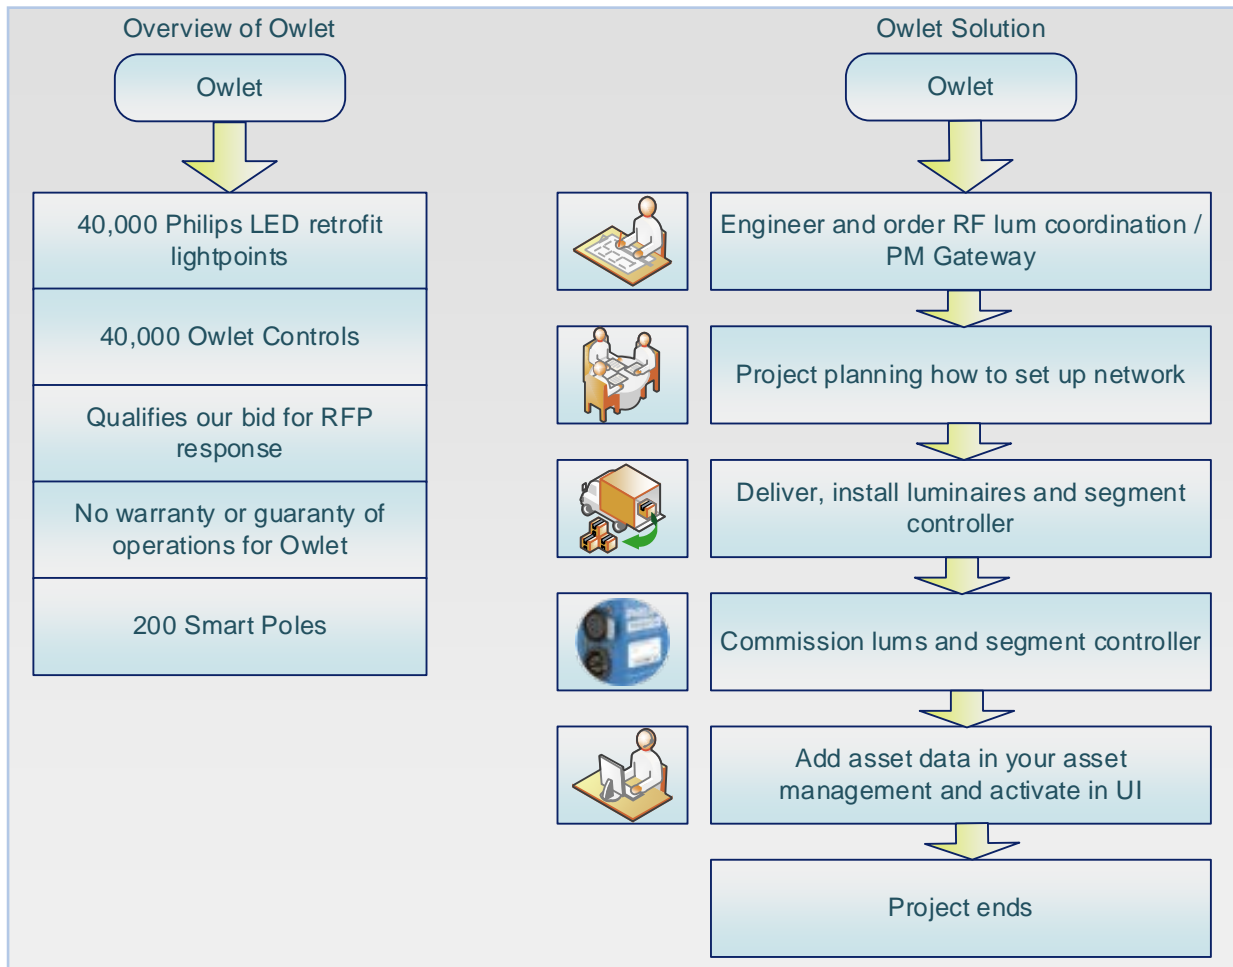 Overview of Owlet
Owlet
40,000 Philips LED retrofit
lightpoints
40,000 Owlet Controls
Qualifies our bid for RFP
response
No warranty or guaranty of
operations for Owlet
200 Smart Poles
Owlet Solution
Owlet
Engineer and order RF lum coordination /
PM Gateway
Project planning how to set up network
Deliver, install luminaires and segment
controller
Commission lums and segment controller
Add asset data in your asset
management and activate in UI
Project ends